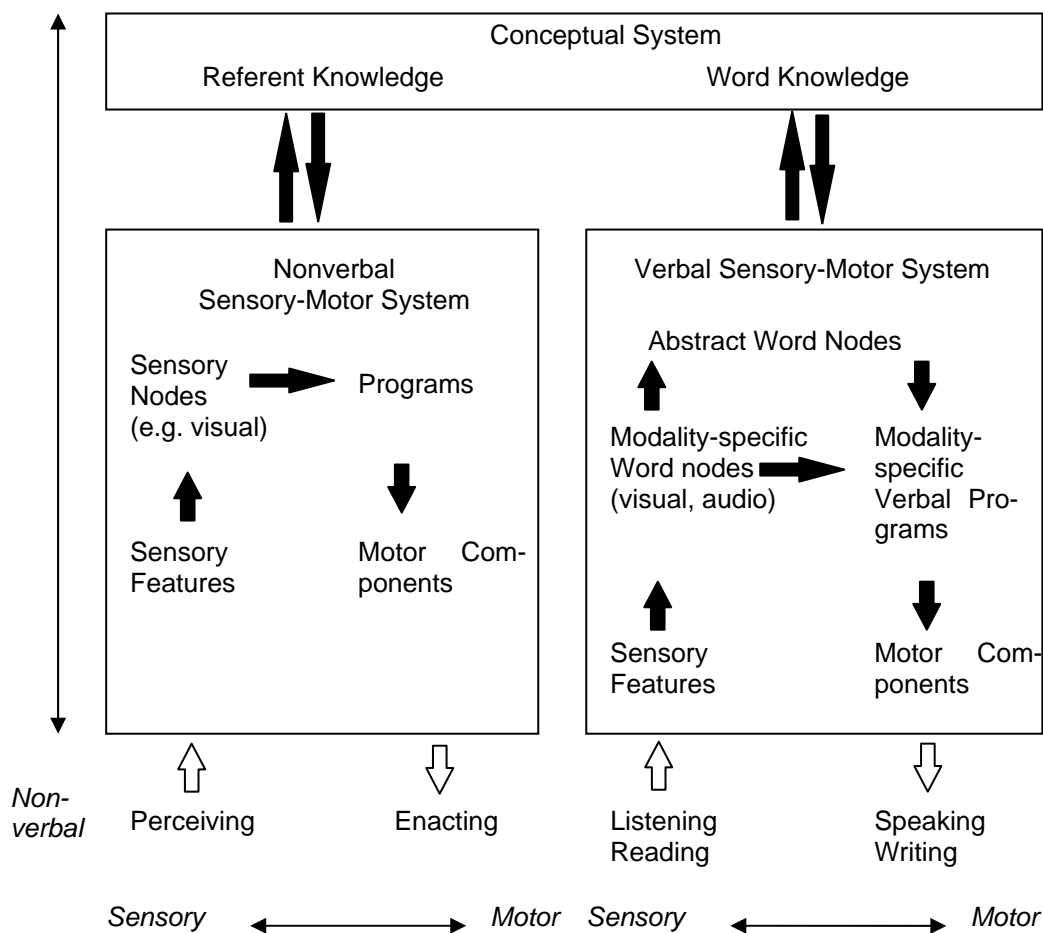 Conceptual System
Referent Knowledge
Word Knowledge
Nonverbal
Sensory-Motor System
Sensory
Nodes
(e.g. visual)
Programs
Sensory
Features
Motor Com-
ponents
Verbal Sensory-Motor System
Abstract Word Nodes
Modality-specific
Word nodes
(visual, audio)
Modality-
specific
Verbal Pro-
grams
Sensory
Features
Motor Com-
ponents
Non-
verbal
Perceiving
Enacting
Listening
Reading
Speaking
Writing
Sensory
Motor
Sensory
Motor